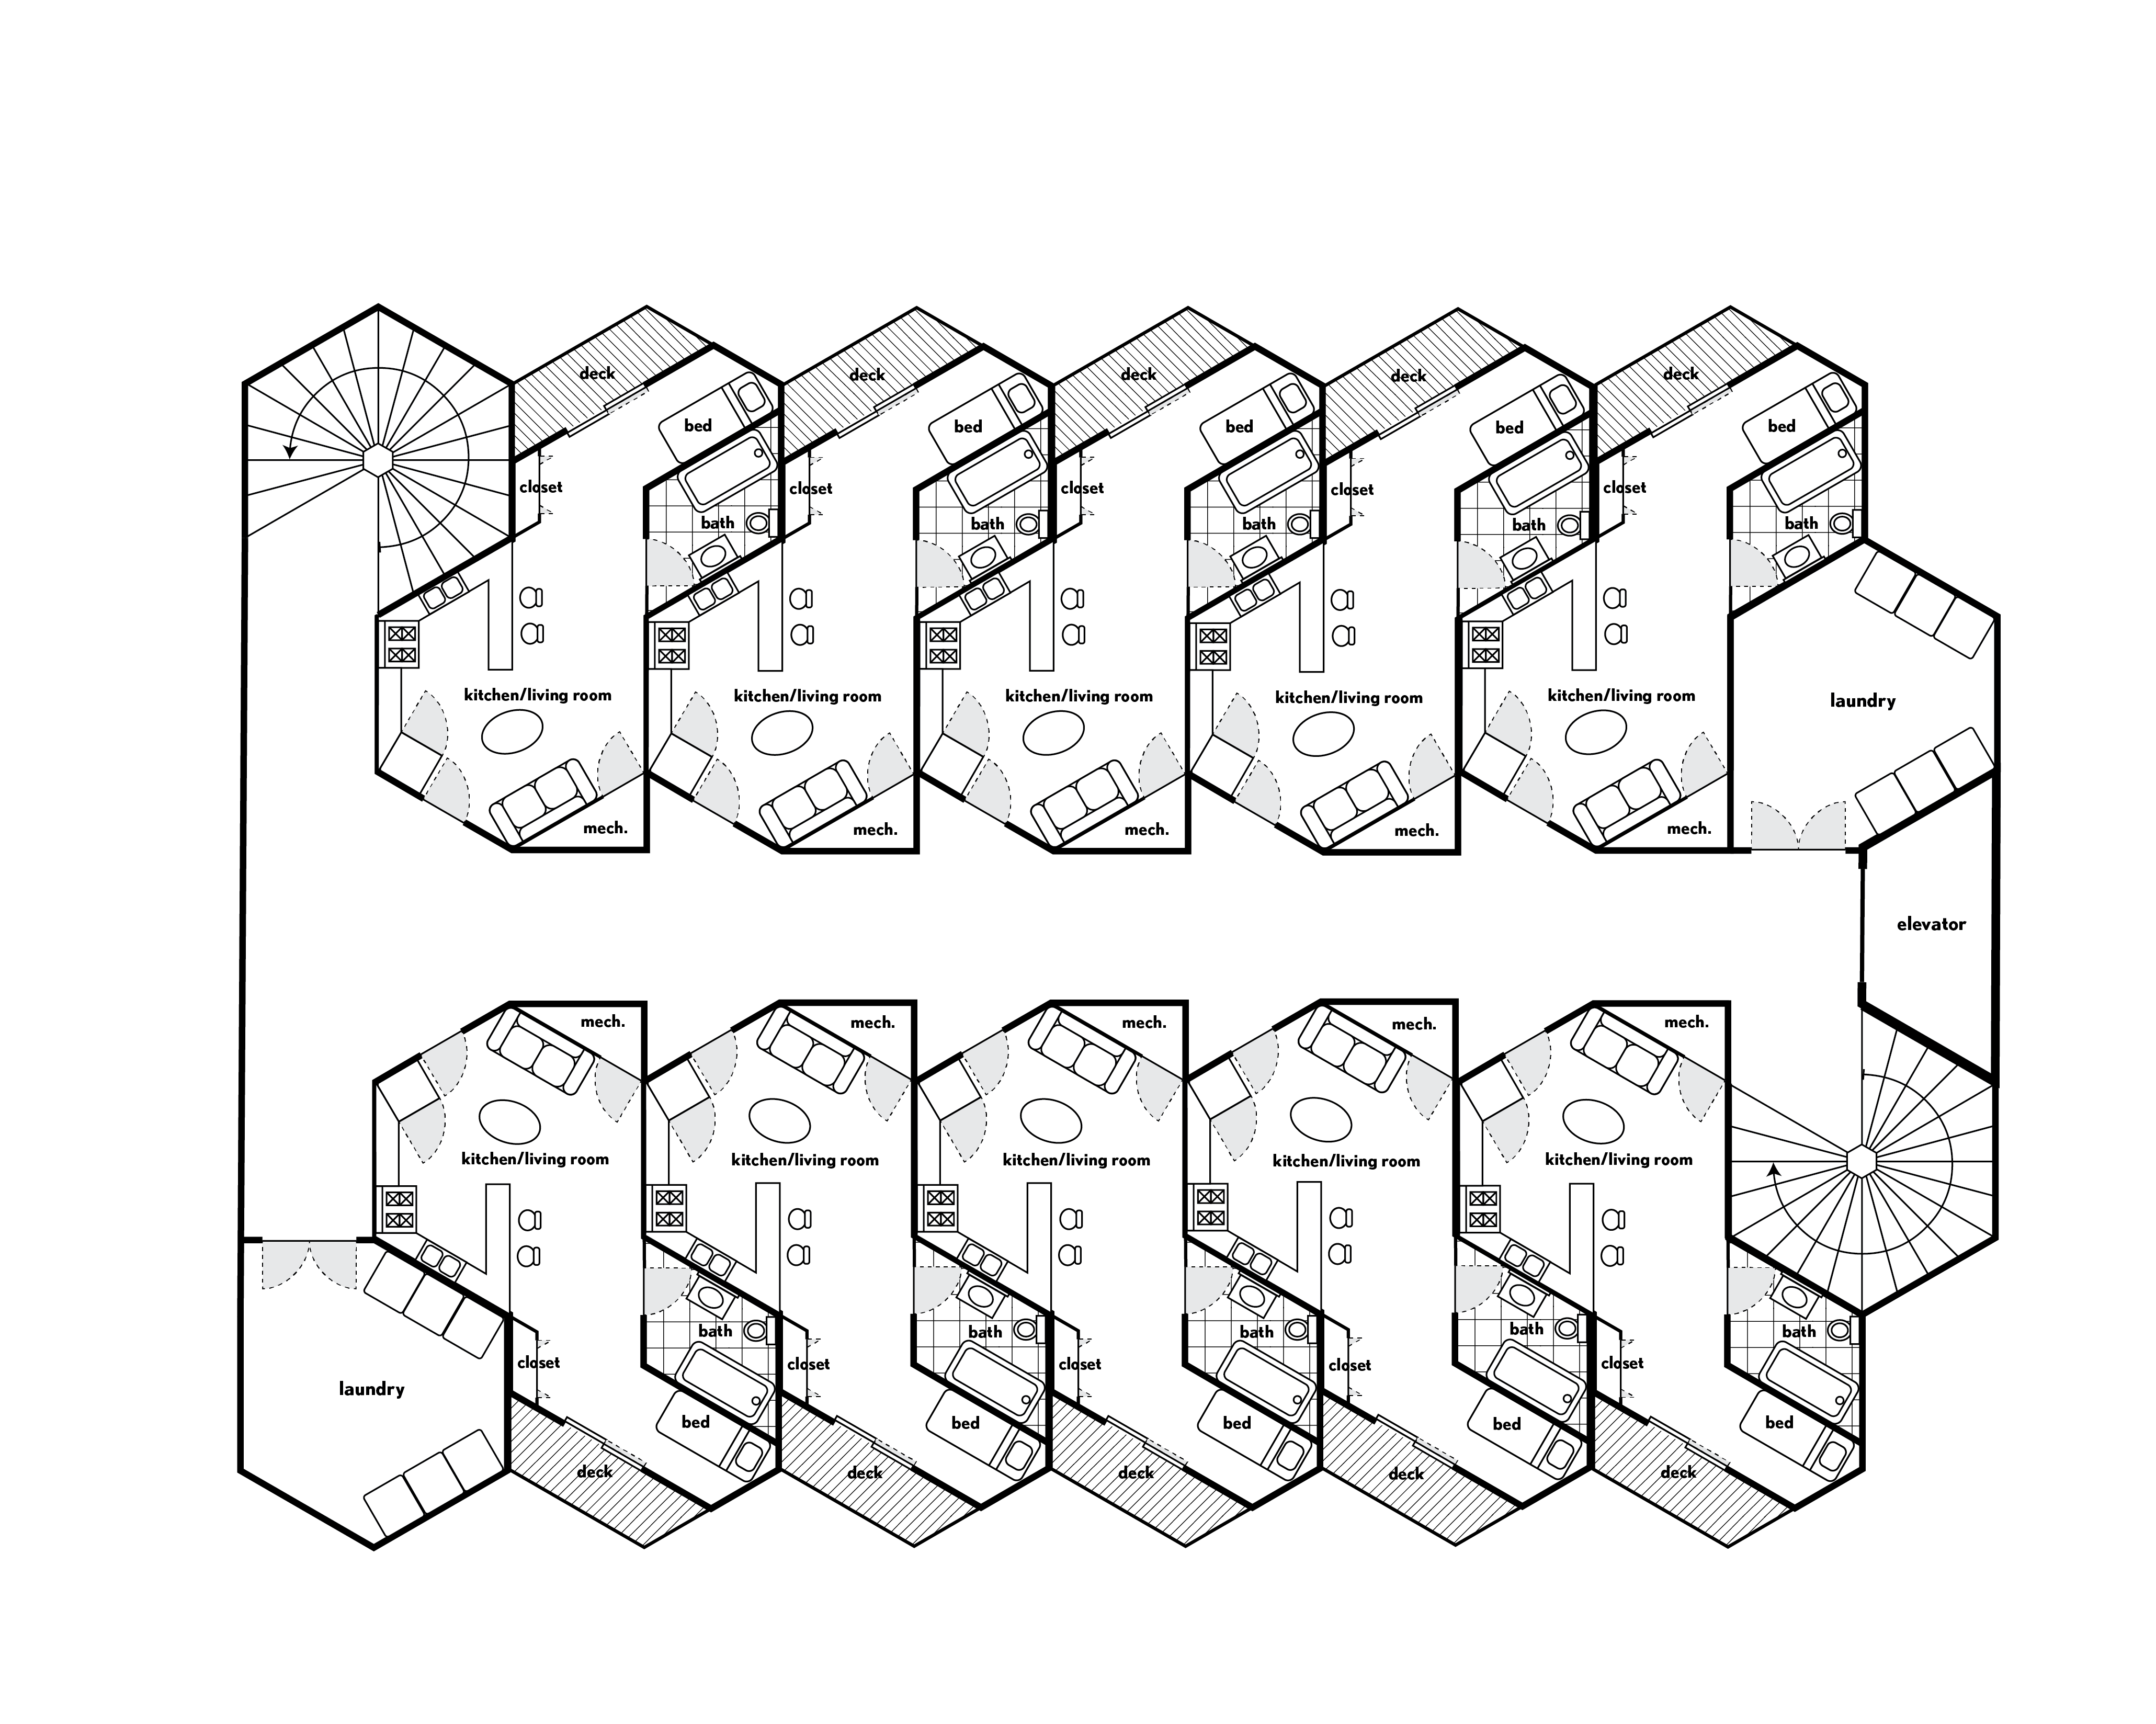 deck
deck
deck
deck
deck
bed
bed
bed
bed
bed
closet
closet
closet
closet
closet
bath
bath
bath
bath
bath
kitchen/living room
kitchen/living room
kitchen/living room
kitchen/living room
kitchen/living room
laundry
mech.
mech.
mech.
mech.
mech.
elevator
mech.
mech.
mech.
mech.
mech.
kitchen/living room
kitchen/living room
kitchen/living room
kitchen/living room
kitchen/living room
bath
bath
bath
bath
bath
closet
closet
closet
closet
closet
laundry
bed
bed
bed
bed
bed
deck
deck
deck
deck
deck